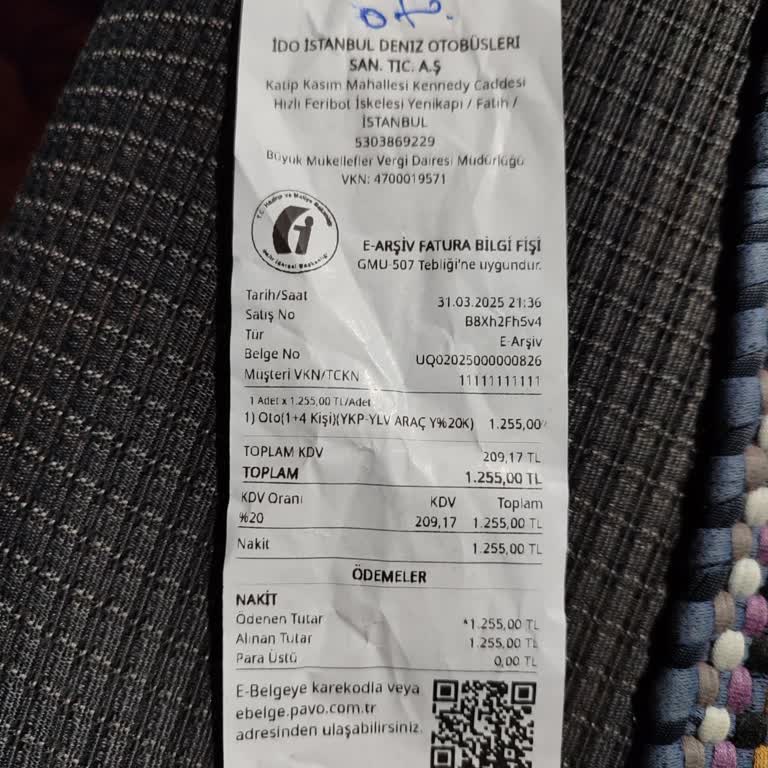 oto.
İDO İSTANBUL DENİZ OTOBÜSLERİ
SAN. TIC. A.Ş
Katip Kasım Mahallesi Kennedy Caddesi
Hızlı Feribot İskelesi Yenikapı / Fatih /
İSTANBUL
5303869229
Büyük Mükellefler Vergi Dairesi Müdürlüğü
VKN: 4700019571
E-ARŞİV FATURA BİLGİ FİŞİ
GMU-507 Tebliği'ne uygundur.
Tarih/Saat 31.03.2025 21:36
Satış No B8Xh2Fh5v4
Tür E-Arşiv
Belge No UQ02025000000826
Müşteri VKN/TCKN 11111111111
1 Adet x 1.255,00 TL/Adet
1) Oto(1+4 Kişi)(YKP-YLV ARAÇ Y%20K) 1.255,00
TOPLAM KDV 209,17 TL
TOPLAM 1.255,00 TL
KDV Oranı KDV Toplam
%20 209,17 1.255,00 TL
Nakit 1.255,00 TL
ÖDEMELER
NAKİT
Ödenen Tutar *1.255,00 TL
Alınan Tutar 1.255,00 TL
Para Üstü 0,00 TL
E-Belgeye karekodla veya
ebelge.pavo.com.tr
adresinden ulaşabilirsiniz.